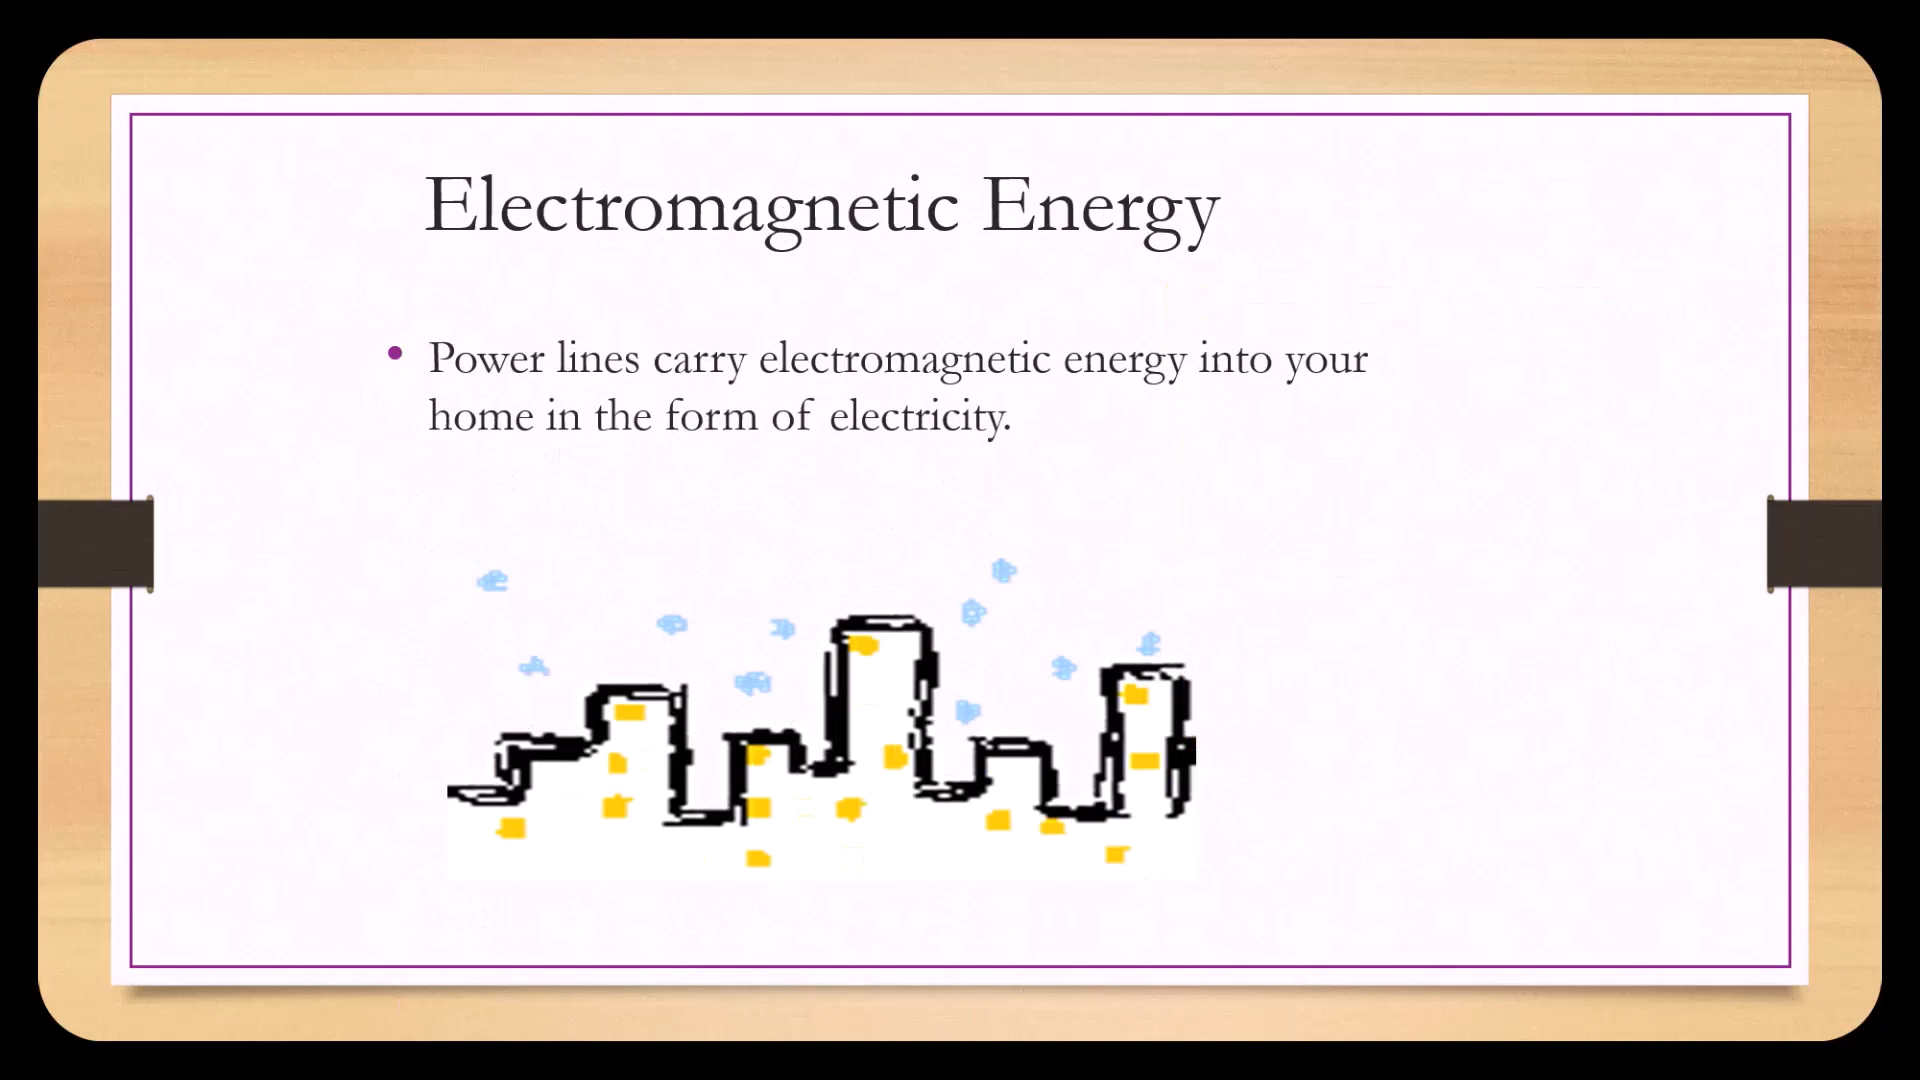 Electromagnetic Energy
• Power lines carry electromagnetic energy into your
home in the form of electricity.